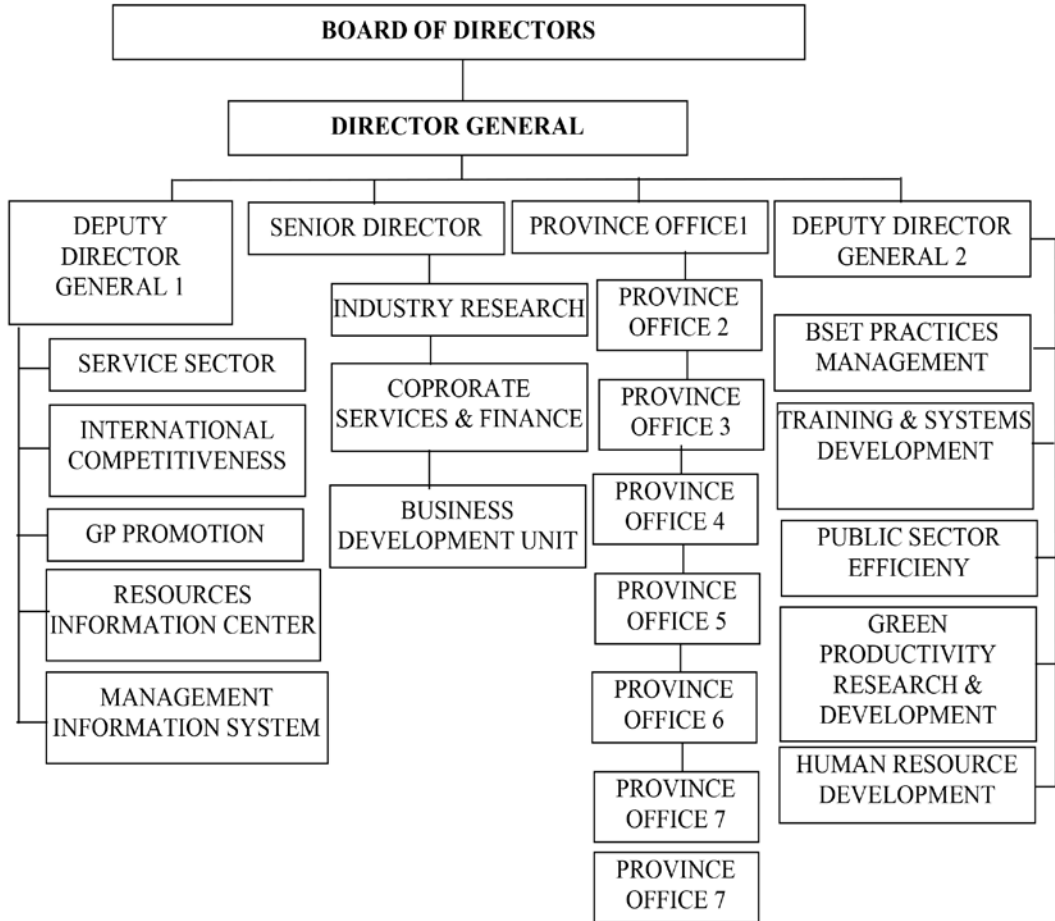 BOARD OF DIRECTORS
DIRECTOR GENERAL
DEPUTY
DIRECTOR
GENERAL 1
SERVICE SECTOR
INTERNATIONAL
COMPETITIVENESS
GP PROMOTION
RESOURCES
INFORMATION CENTER
MANAGEMENT
INFORMATION SYSTEM
SENIOR DIRECTOR
INDUSTRY RESEARCH
COPRORATE
SERVICES & FINANCE
BUSINESS
DEVELOPMENT UNIT
PROVINCE OFFICE1
PROVINCE
OFFICE 2
PROVINCE
OFFICE 3
PROVINCE
OFFICE 4
PROVINCE
OFFICE 5
PROVINCE
OFFICE 6
PROVINCE
OFFICE 7
PROVINCE
OFFICE 7
DEPUTY DIRECTOR
GENERAL 2
BSET PRACTICES
MANAGEMENT
TRAINING & SYSTEMS
DEVELOPMENT
PUBLIC SECTOR
EFFICIENY
GREEN
PRODUCTIVITY
RESEARCH &
DEVELOPMENT
HUMAN RESOURCE
DEVELOPMENT